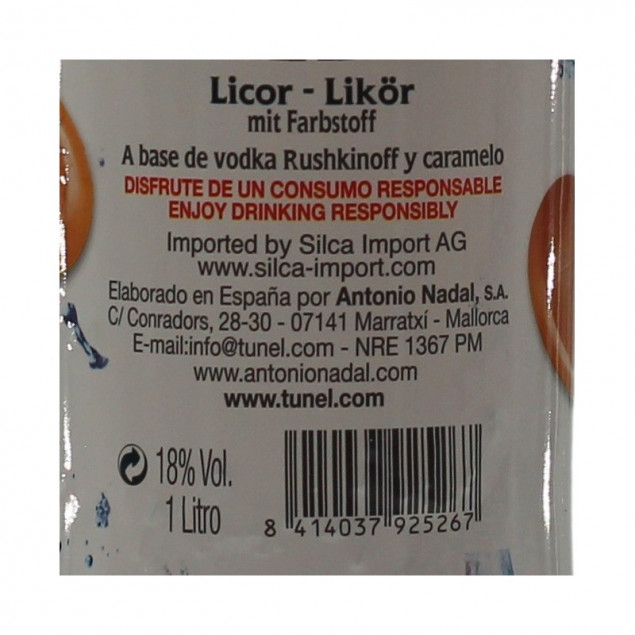 Licor - Likör
mit Farbstoff
A base de vodka Rushkinoff y caramelo
DISFRUTE DE UN CONSUMO RESPONSABLE
ENJOY DRINKING RESPONSIBLY
Imported by Silca Import AG
www.silca-import.com
Elaborado en España por Antonio Nadal, S.A.
C/ Conradors, 28-30 - 07141 Marratxí - Mallorca
E-mail:info@tunel.com - NRE 1367 PM
www.antonionadal.com
www.tunel.com
18% Vol.
1 Litro
8 414037 925267